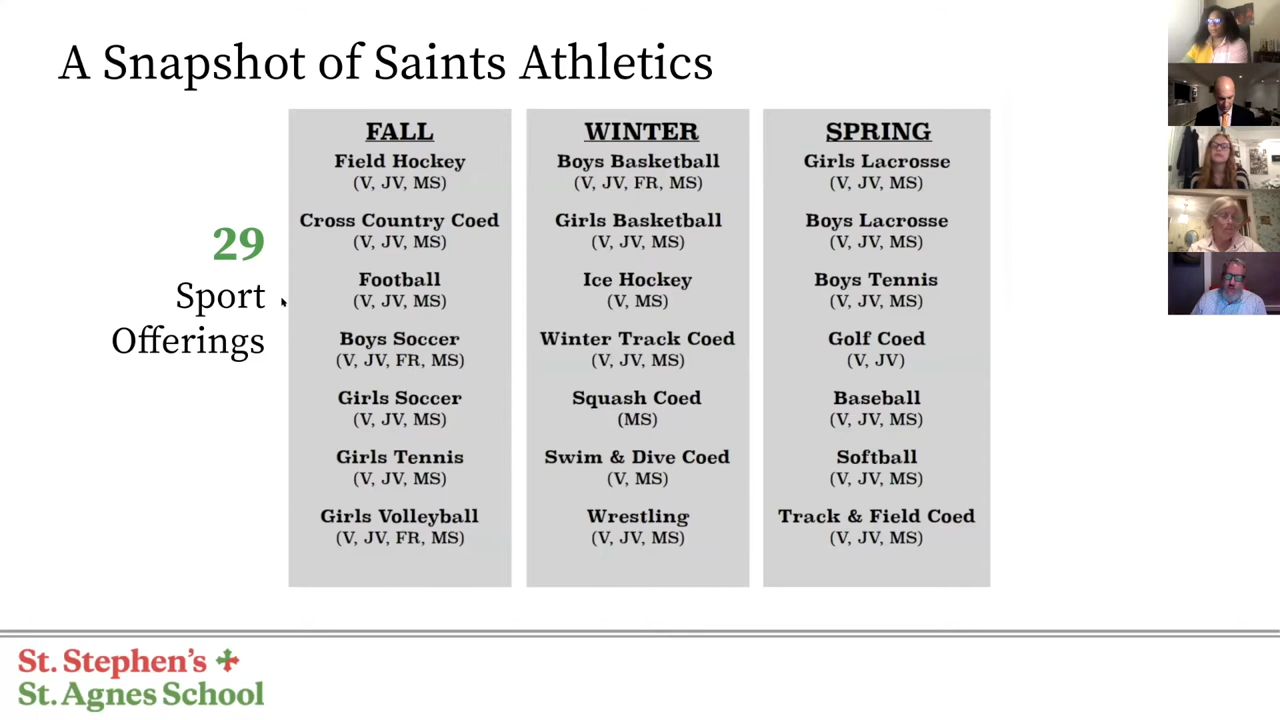 A Snapshot of Saints Athletics
29
Sport
Offerings
FALL
Field Hockey
(V, JV, MS)
Cross Country Coed
(V, JV, MS)
Football
(V, JV, MS)
Boys Soccer
(V, JV, FR, MS)
Girls Soccer
(V, JV, MS)
Girls Tennis
(V, JV, MS)
Girls Volleyball
(V, JV, FR, MS)
WINTER
Boys Basketball
(V, JV, FR, MS)
Girls Basketball
(V, JV, MS)
Ice Hockey
(V, MS)
Winter Track Coed
(V, JV, MS)
Squash Coed
(MS)
Swim & Dive Coed
(V, MS)
Wrestling
(V, JV, MS)
SPRING
Girls Lacrosse
(V, JV, MS)
Boys Lacrosse
(V, JV, MS)
Boys Tennis
(V, JV, MS)
Golf Coed
(V, JV)
Baseball
(V, JV, MS)
Softball
(V, JV, MS)
Track & Field Coed
(V, JV, MS)
St. Stephen's
St. Agnes School